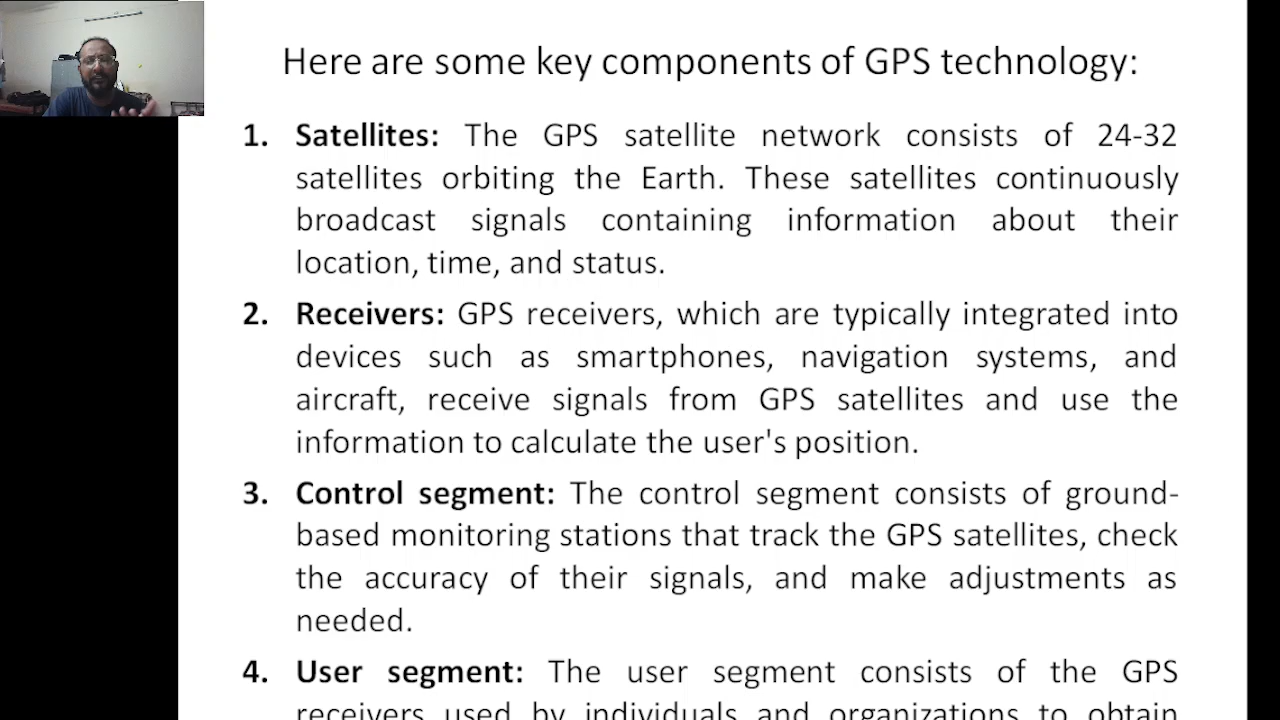 Here are some key components of GPS technology:
1. Satellites: The GPS satellite network consists of 24-32
satellites orbiting the Earth. These satellites continuously
broadcast signals containing information about their
location, time, and status.
2. Receivers: GPS receivers, which are typically integrated into
devices such as smartphones, navigation systems, and
aircraft, receive signals from GPS satellites and use the
information to calculate the user's position.
3. Control segment: The control segment consists of ground-
based monitoring stations that track the GPS satellites, check
the accuracy of their signals, and make adjustments as
needed.
4. User segment: The user segment consists of the GPS
receivers used by individuals and organizations to obtain